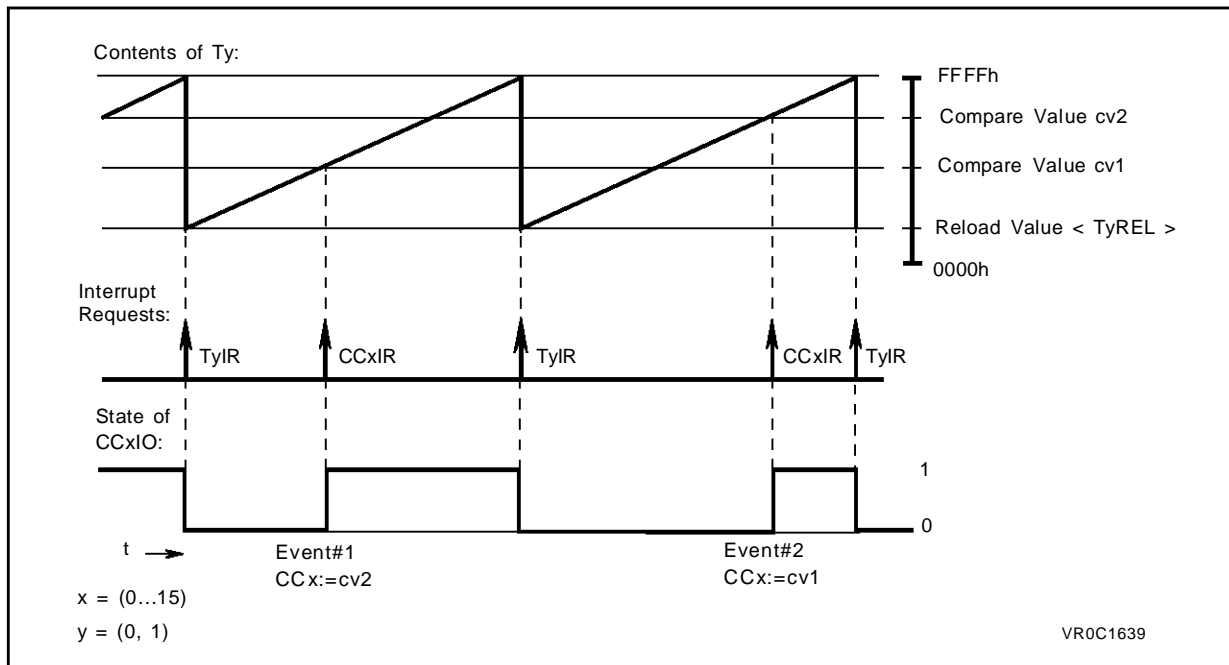 Contents of Ty:
FFFFh
Compare Value cv2
Compare Value cv1
Reload Value < TyREL >
0000h
Interrupt
Requests:
TyIR
CCxIR
TyIR
CCxIR
TyIR
State of
CCxIO:
1
0
t
Event#1
CCx:=cv2
Event#2
CCx:=cv1
x = (0...15)
y = (0, 1)
VR0C1639